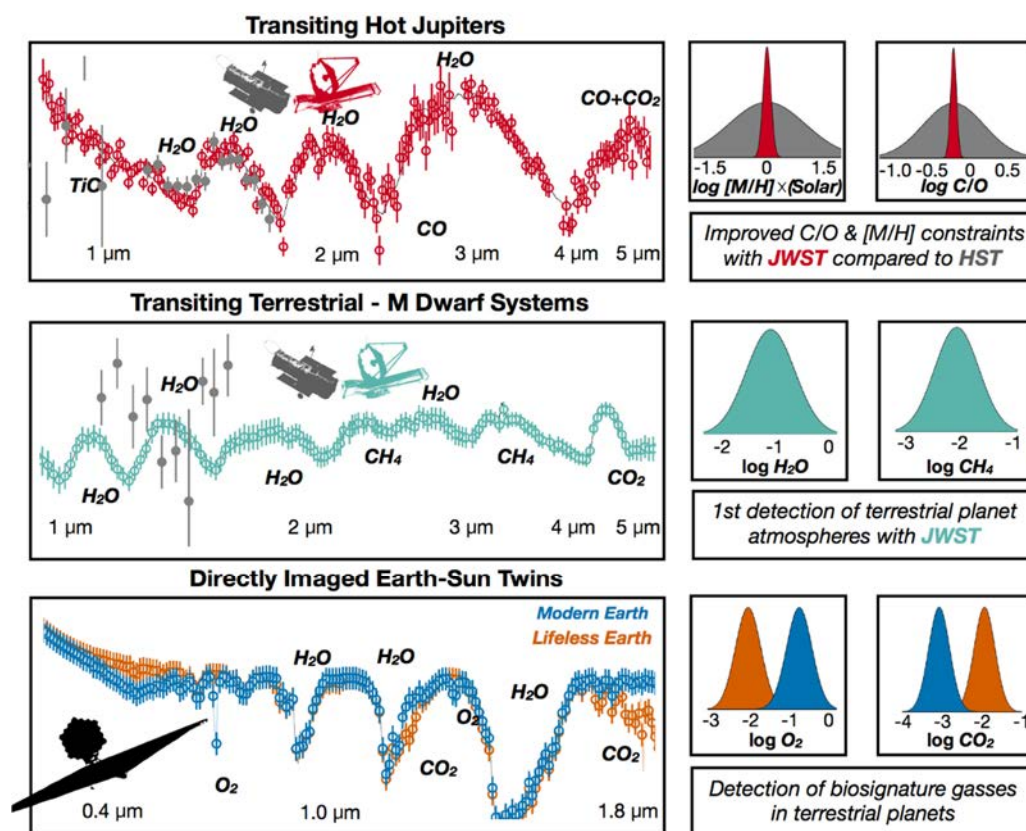 Transiting Hot Jupiters
TiO
H₂O
H₂O
H₂O
CO
H₂O
CO+CO₂
1 μm
2 μm
3 μm
4 μm
5 μm
-1.5
0
1.5
log [M/H] ×(Solar)
-1.0
-0.5
0
0.5
log C/O
Improved C/O & [M/H] constraints
with JWST compared to HST
Transiting Terrestrial - M Dwarf Systems
H₂O
H₂O
H₂O
CH₄
H₂O
CH₄
CO₂
1 μm
2 μm
3 μm
4 μm
5 μm
-2
-1
0
log H₂O
-3
-2
-1
log CH₄
1st detection of terrestrial planet
atmospheres with JWST
Directly Imaged Earth-Sun Twins
Modern Earth
Lifeless Earth
O₂
H₂O
H₂O
CO₂
O₂
H₂O
CO₂
0.4 μm
1.0 μm
1.8 μm
-3
-2
-1
0
log O₂
-4
-3
-2
-1
log CO₂
Detection of biosignature gasses
in terrestrial planets